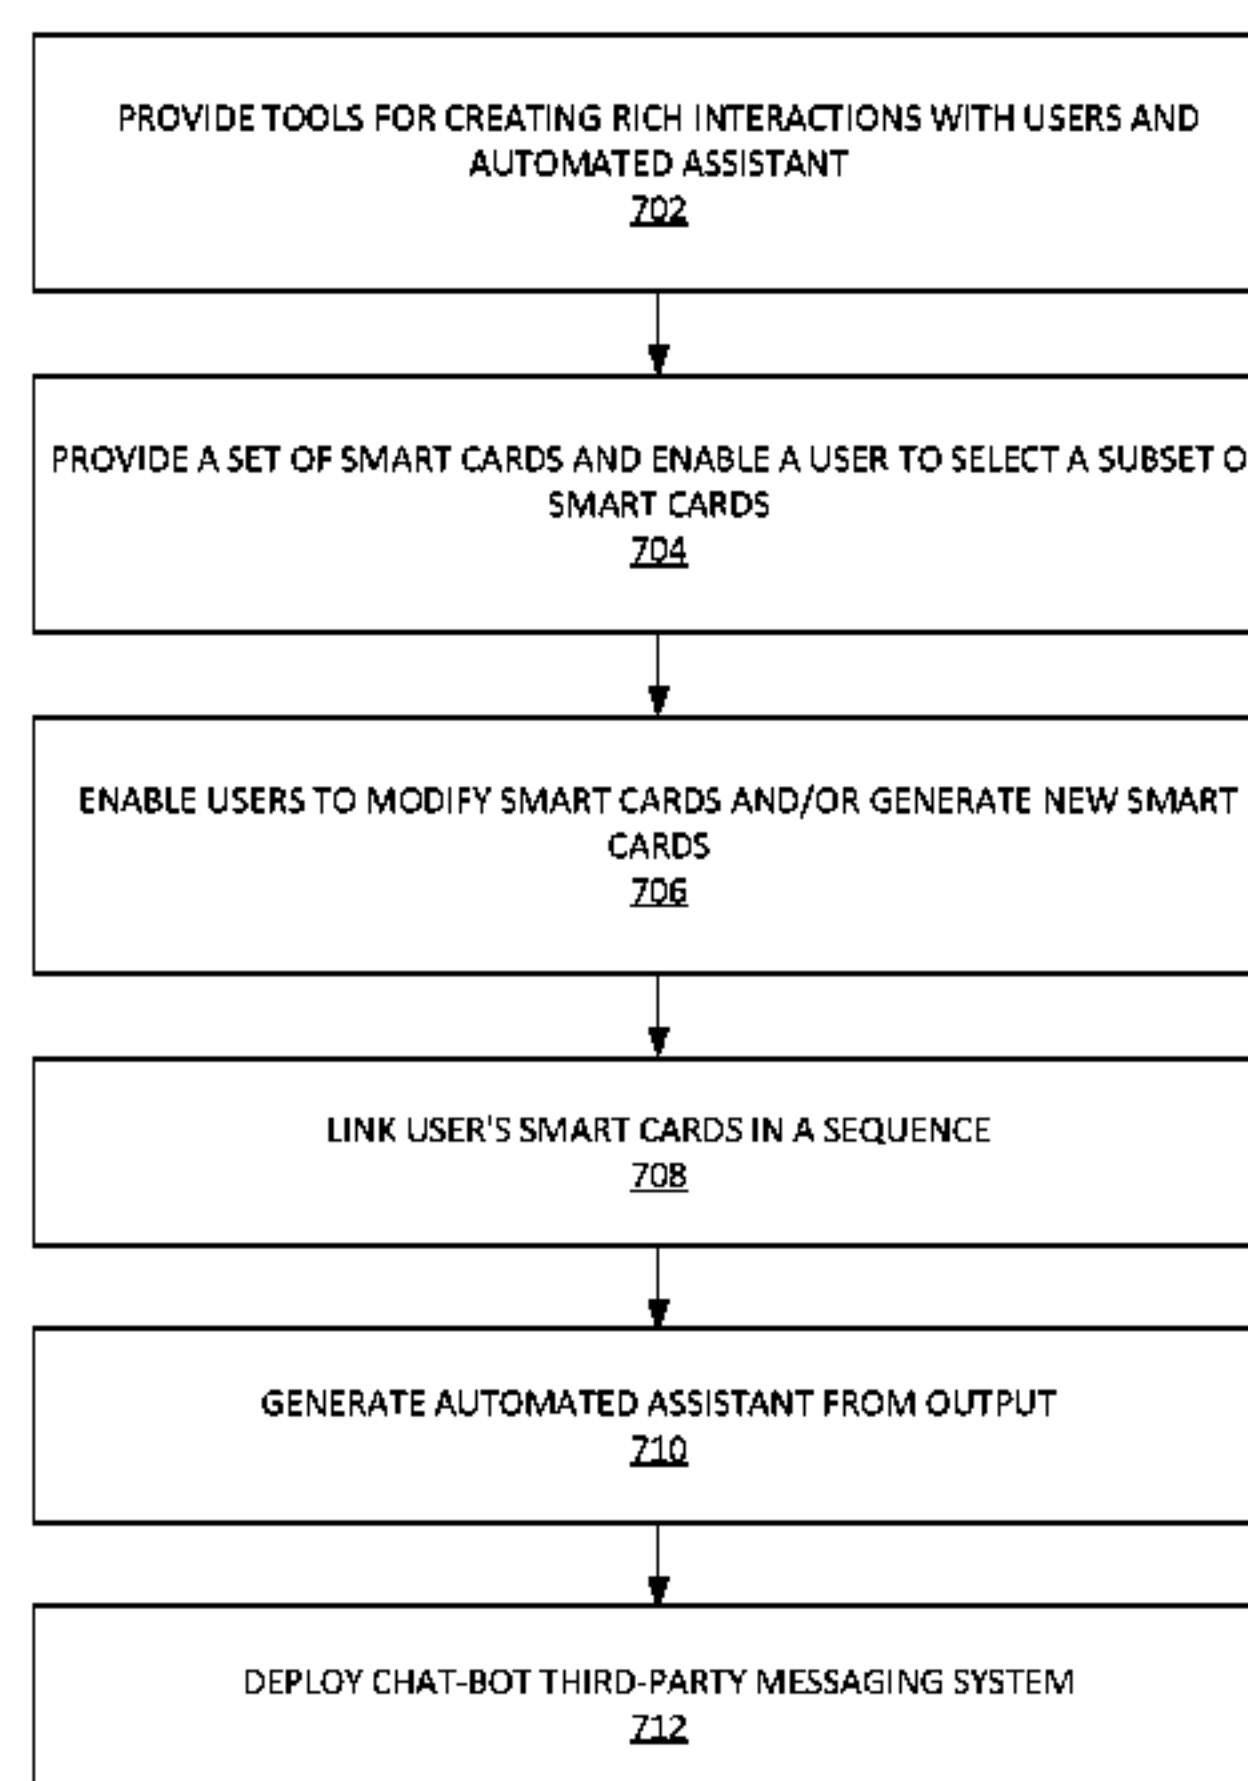 PROVIDE TOOLS FOR CREATING RICH INTERACTIONS WITH USERS AND
AUTOMATED ASSISTANT
702
PROVIDE A SET OF SMART CARDS AND ENABLE A USER TO SELECT A SUBSET O
SMART CARDS
704
ENABLE USERS TO MODIFY SMART CARDS AND/OR GENERATE NEW SMART
CARDS
706
LINK USER'S SMART CARDS IN A SEQUENCE
708
GENERATE AUTOMATED ASSISTANT FROM OUTPUT
710
DEPLOY CHAT-BOT THIRD-PARTY MESSAGING SYSTEM
712